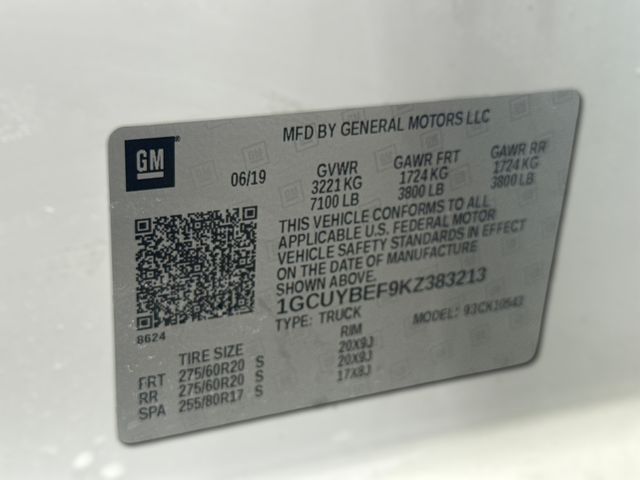 MFD BY GENERAL MOTORS LLC
GM
06/19
GVWR GAWR FRT GAWR RR
3221 KG 1724 KG 1724 KG
7100 LB 3800 LB 3800 LB
THIS VEHICLE CONFORMS TO ALL
APPLICABLE U.S. FEDERAL MOTOR
VEHICLE SAFETY STANDARDS IN EFFECT
ON THE DATE OF MANUFACTURE
SHOWN ABOVE.
1GCUYBEF9KZ383213
TYPE: TRUCK MODEL: 93CK10543
8624
TIRE SIZE RIM
FRT 275/60R20 S 20X9J
RR 275/60R20 S 20X9J
SPA 255/80R17 S 17X8J